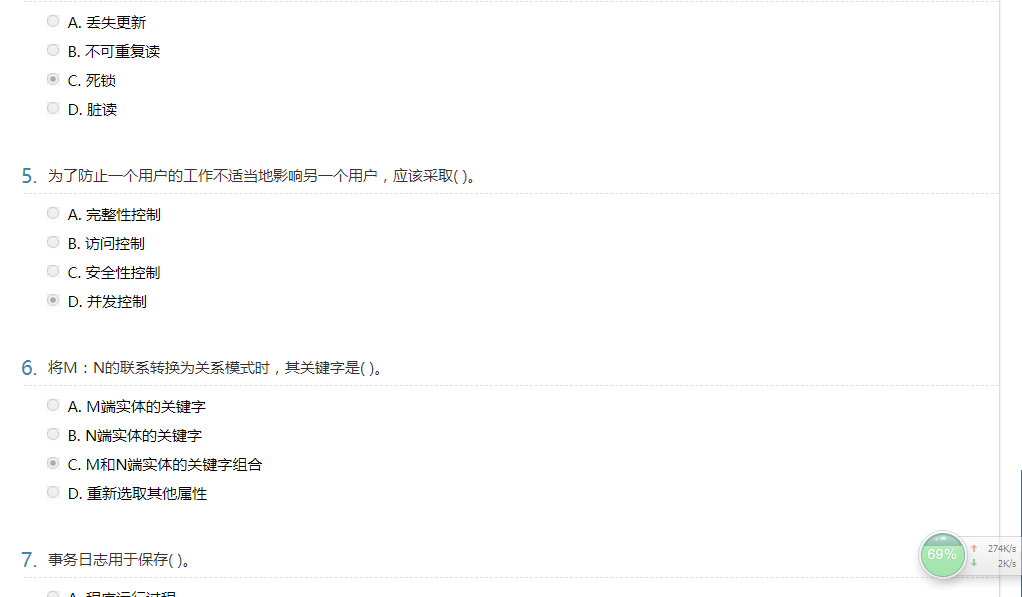 A. 丢失更新
B. 不可重复读
C. 死锁
D. 脏读
5. 为了防止一个用户的工作不适当地影响另一个用户，应该采取( )。
A. 完整性控制
B. 访问控制
C. 安全性控制
D. 并发控制
6. 将M：N的联系转换为关系模式时，其关键字是( )。
A. M端实体的关键字
B. N端实体的关键字
C. M和N端实体的关键字组合
D. 重新选取其他属性
7. 事务日志用于保存( )。
A. 程序运行过程
69%
274K/s
2K/s